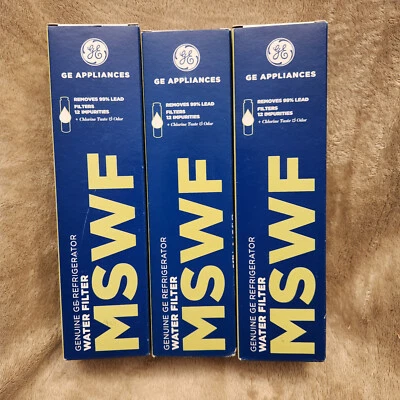 GE
GE APPLIANCES
REMOVES 99% LEAD
FILTERS
12 IMPURITIES
+ Chlorine Taste & Odor
MSWF
GENUINE GE REFRIGERATOR
WATER FILTER
GE
GE APPLIANCES
REMOVES 99% LEAD
FILTERS
12 IMPURITIES
+ Chlorine Taste & Odor
MSWF
GENUINE GE REFRIGERATOR
WATER FILTER
GE
GE APPLIANCES
REMOVES 99% LEAD
FILTERS
12 IMPURITIES
+ Chlorine Taste & Odor
MSWF
GENUINE GE REFRIGERATOR
WATER FILTER